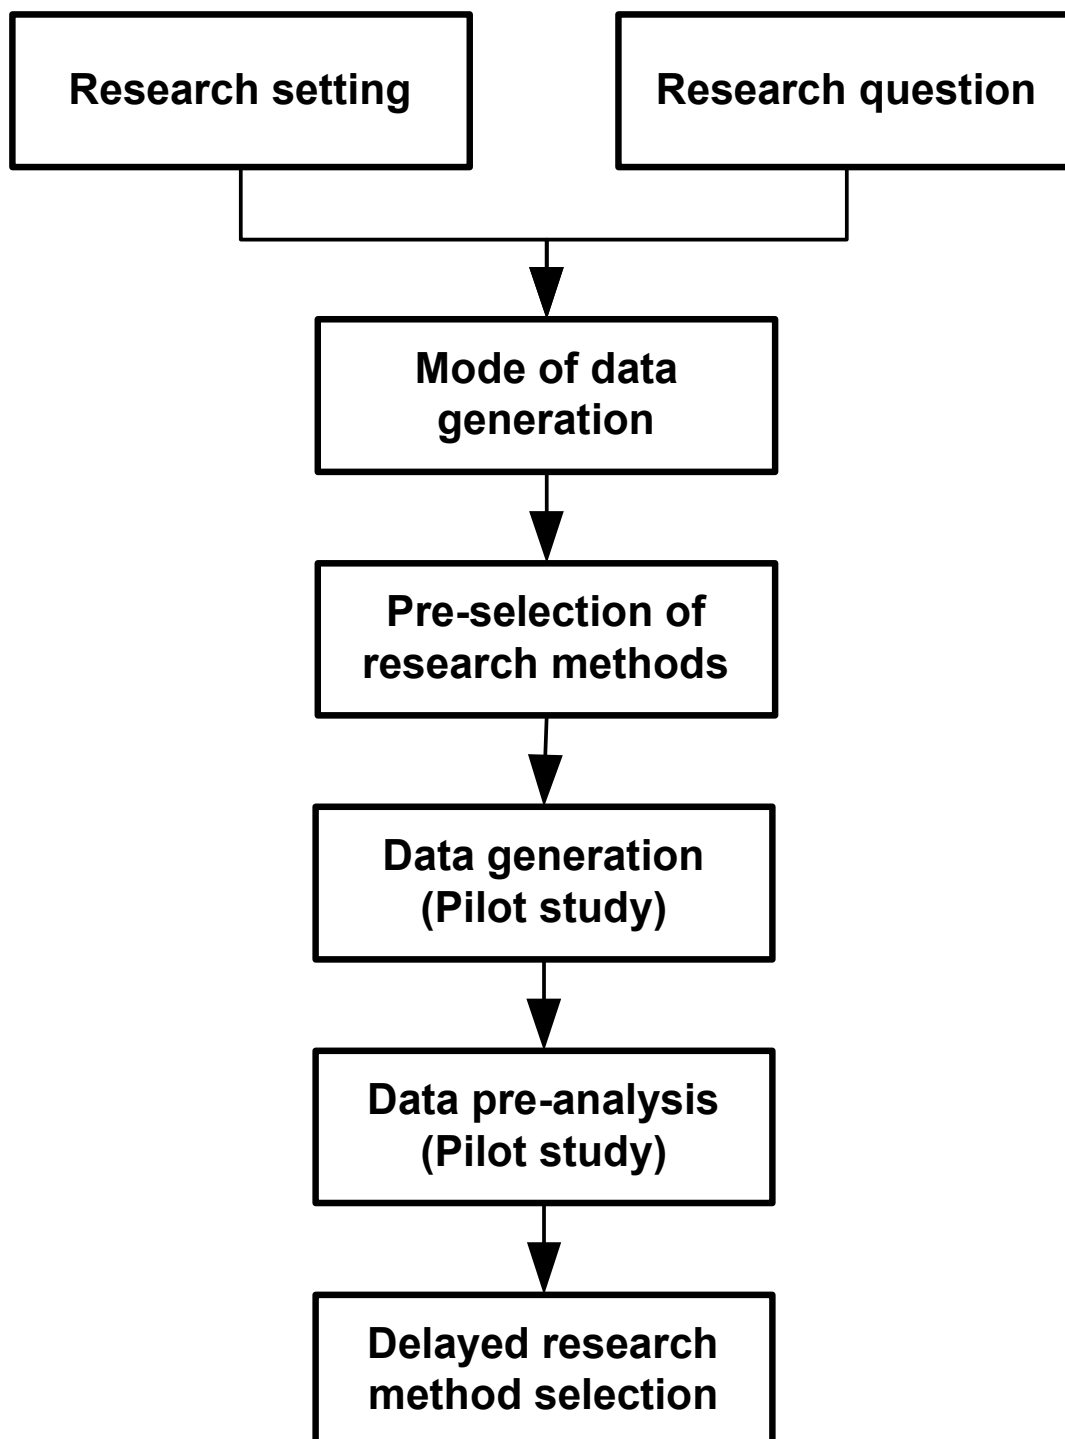 Research setting
Research question
Mode of data
generation
Pre-selection of
research methods
Data generation
(Pilot study)
Data pre-analysis
(Pilot study)
Delayed research
method selection